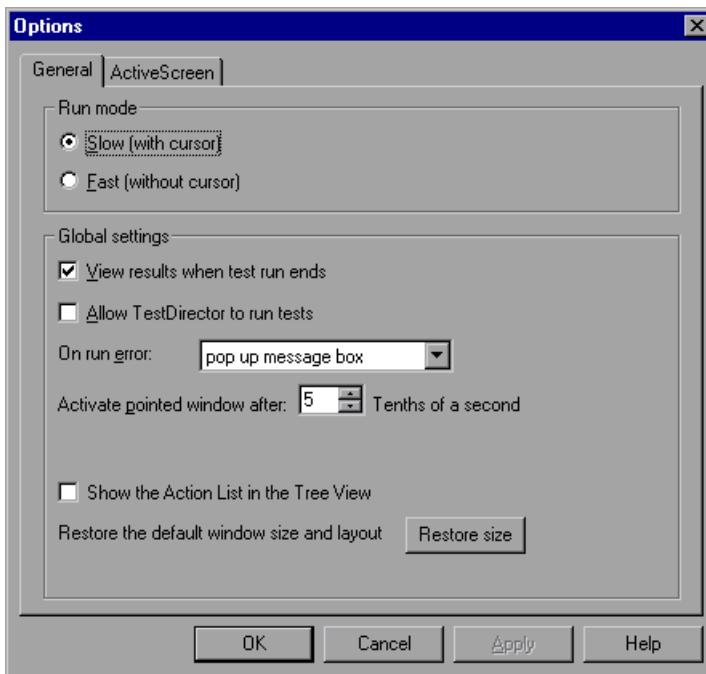 Options
General ActiveScreen
Run mode
Slow (with cursor)
Fast (without cursor)
Global settings
View results when test run ends
Allow TestDirector to run tests
On run error: pop up message box
Activate pointed window after: 5 Tenths of a second
Show the Action List in the Tree View
Restore the default window size and layout Restore size
OK Cancel Apply Help